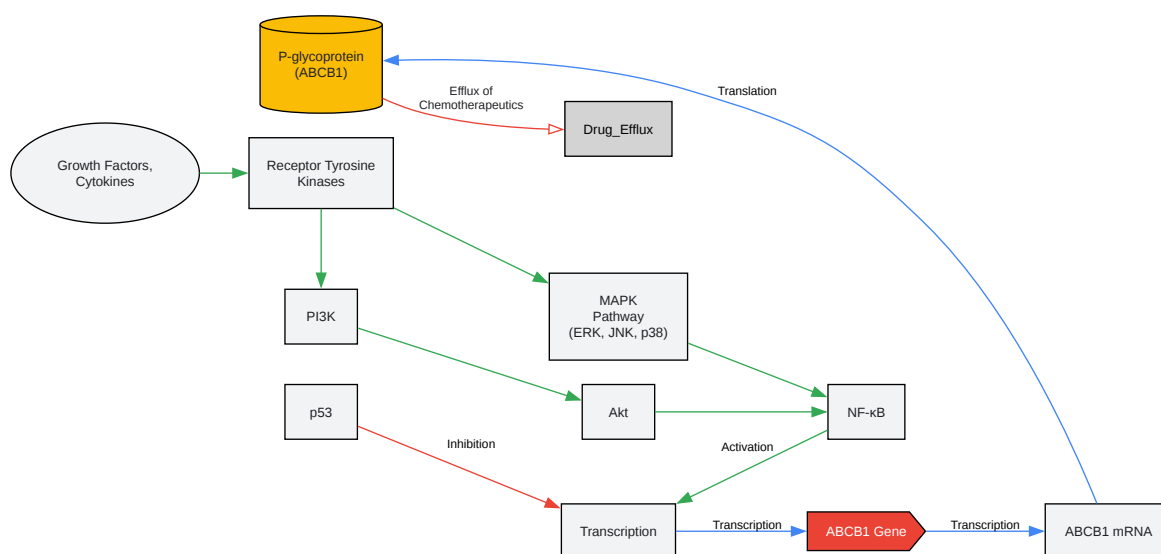 P-glycoprotein
(ABCB1)
Efflux of
Chemotherapeutics
Translation
Drug_Efflux
Growth Factors,
Cytokines
Receptor Tyrosine
Kinases
PI3K
MAPK
Pathway
(ERK, JNK, p38)
p53
Akt
NF-κB
Inhibition
Activation
Transcription
Transcription
ABCB1 Gene
Transcription
ABCB1 mRNA